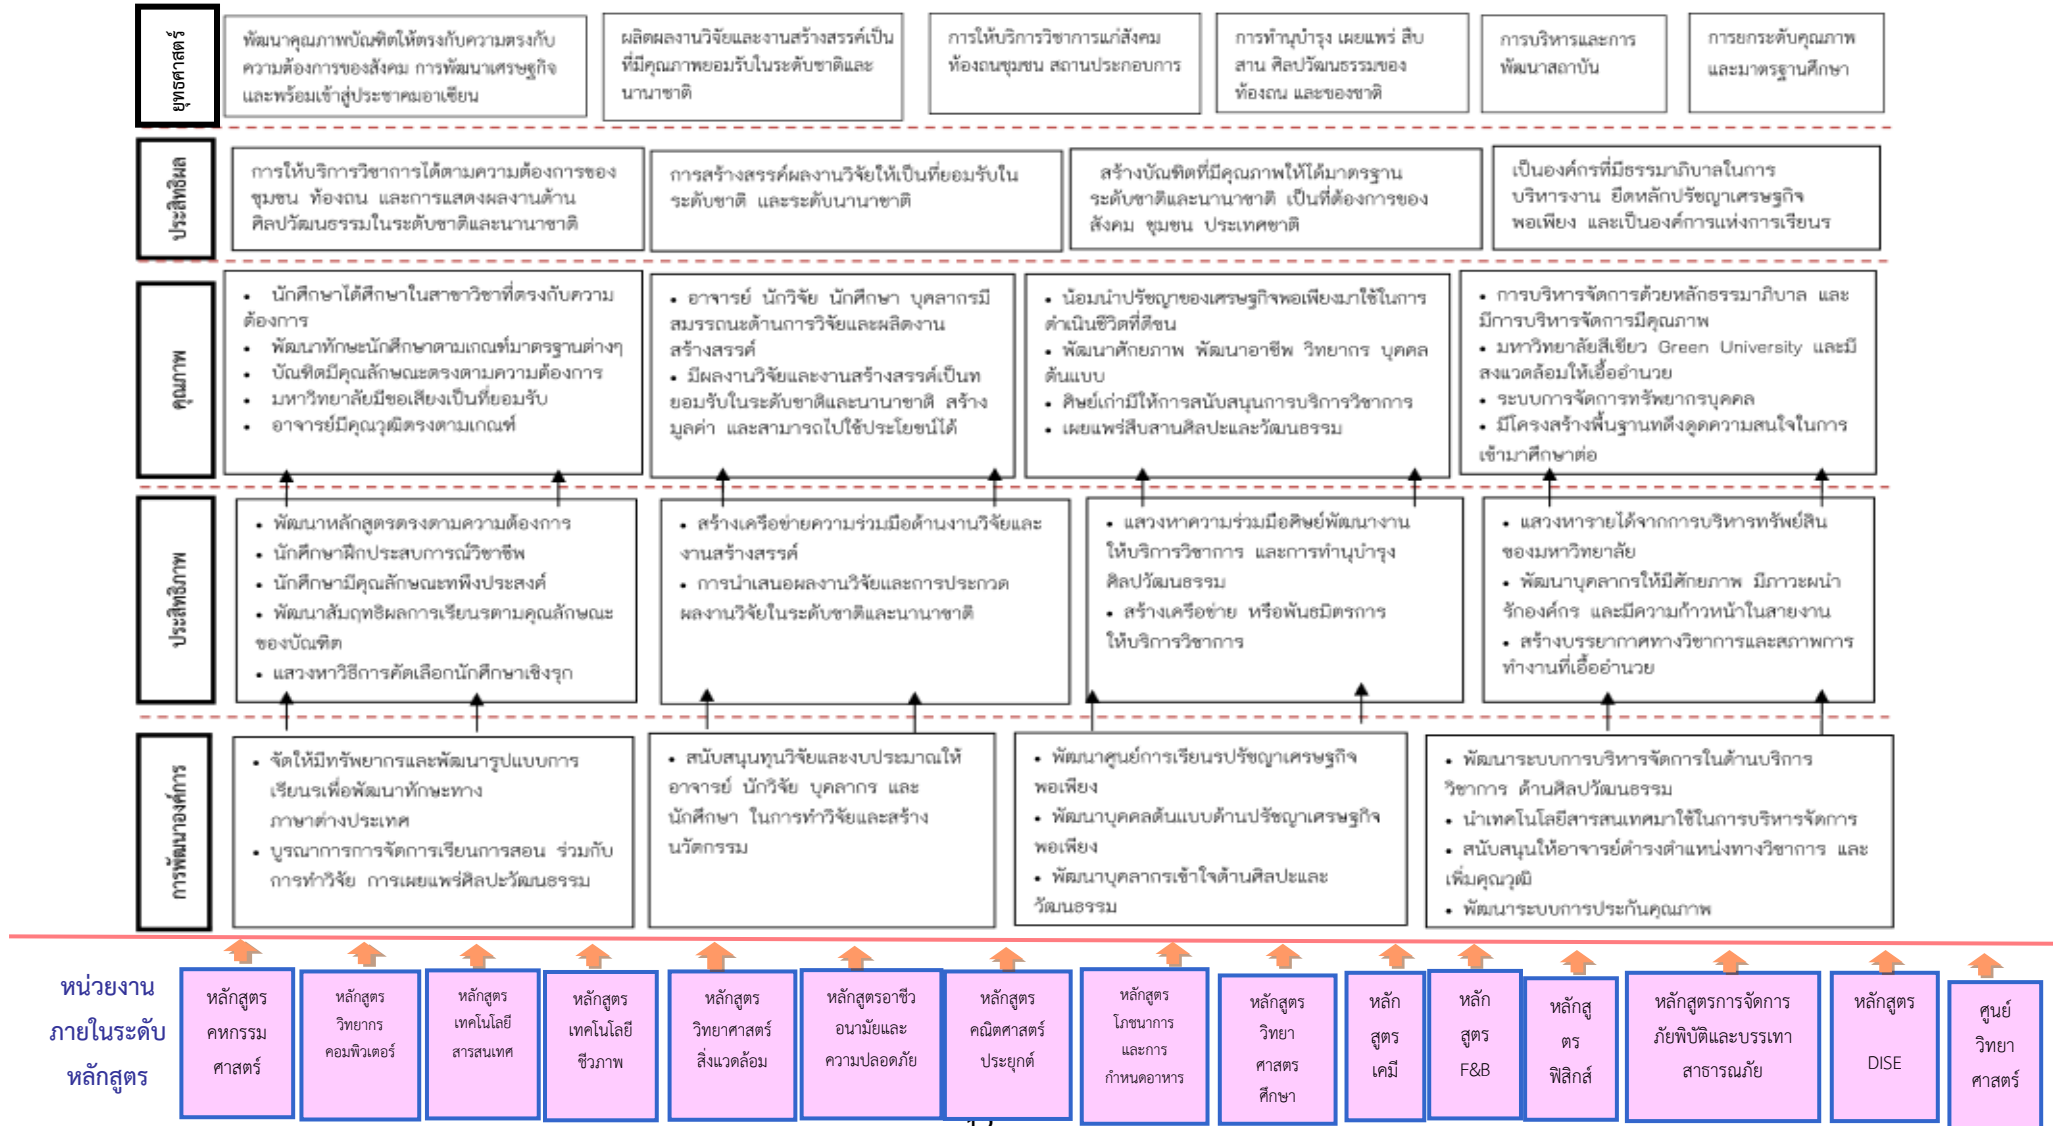 ยุทธศาสตร์
พัฒนาคุณภาพบัณฑิตให้ตรงกับความตรงกับ
ความต้องการของสังคม การพัฒนาเศรษฐกิจ
และพร้อมเข้าสู่ประชาคมอาเซียน
ผลิตผลงานวิจัยและงานสร้างสรรค์เป็น
ที่มีคุณภาพยอมรับในระดับชาติและ
นานาชาติ
การให้บริการวิชาการแก่สังคม
ท้องถนชุมชน สถานประกอบการ
การทำนุบำรุง เผยแพร่ สืบ
สาน ศิลปวัฒนธรรมของ
ท้องถน และของชาติ
การบริหารและการ
พัฒนาสถาบัน
การยกระดับคุณภาพ
และมาตรฐานศึกษา
ประสิทธิผล
การให้บริการวิชาการได้ตามความต้องการของ
ชุมชน ท้องถน และการแสดงผลงานด้าน
ศิลปวัฒนธรรมในระดับชาติและนานาชาติ
การสร้างสรรค์ผลงานวิจัยให้เป็นที่ยอมรับใน
ระดับชาติ และระดับนานาชาติ
สร้างบัณฑิตที่มีคุณภาพให้ได้มาตรฐาน
ระดับชาติและนานาชาติ เป็นที่ต้องการของ
สังคม ชุมชน ประเทศชาติ
เป็นองค์กรที่มีธรรมาภิบาลในการ
บริหารงาน ยึดหลักปรัชญาเศรษฐกิจ
พอเพียง และเป็นองค์การแห่งการเรียนร
คุณภาพ
• นักศึกษาได้ศึกษาในสาขาวิชาที่ตรงกับความ
ต้องการ
• พัฒนาทักษะนักศึกษาตามเกณฑ์มาตรฐานต่างๆ
• บัณฑิตมีคุณลักษณะตรงตามความต้องการ
• มหาวิทยาลัยมีชอเสียงเป็นที่ยอมรับ
• อาจารย์มีคุณวุฒิตรงตามเกณฑ์
• อาจารย์ นักวิจัย นักศึกษา บุคลากรมี
สมรรถนะด้านการวิจัยและผลิตงาน
สร้างสรรค์
• มีผลงานวิจัยและงานสร้างสรรค์เป็นท
ยอมรับในระดับชาติและนานาชาติ สร้าง
มูลค่า และสามารถไปใช้ประโยชน์ได้
• น้อมนำปรัชญาของเศรษฐกิจพอเพียงมาใช้ในการ
ดำเนินชีวิตที่ดีขน
• พัฒนาศักยภาพ พัฒนาอาชีพ วิทยากร บุคคล
ต้นแบบ
• ศิษย์เก่ามีให้การสนับสนุนการบริการวิชาการ
• เผยแพร่สืบสานศิลปะและวัฒนธรรม
• การบริหารจัดการด้วยหลักธรรมาภิบาล และ
มีการบริหารจัดการมีคุณภาพ
• มหาวิทยาลัยสีเขียว Green University และมี
สงแวดล้อมให้เอื้ออำนวย
• ระบบการจัดการทรัพยากรบุคคล
• มีโครงสร้างพื้นฐานทดึงดูดความสนใจในการ
เข้ามาศึกษาต่อ
ประสิทธิภาพ
• พัฒนาหลักสูตรตรงตามความต้องการ
• นักศึกษาฝึกประสบการณ์วิชาชีพ
• นักศึกษามีคุณลักษณะทพึงประสงค์
• พัฒนาสัมฤทธิผลการเรียนรตามคุณลักษณะ
ของบัณฑิต
• แสวงหาวิธีการคัดเลือกนักศึกษาเชิงรุก
• สร้างเครือข่ายความร่วมมือด้านงานวิจัยและ
งานสร้างสรรค์
• การนำเสนอผลงานวิจัยและการประกวด
ผลงานวิจัยในระดับชาติและนานาชาติ
• แสวงหาความร่วมมือศิษย์พัฒนางาน
ให้บริการวิชาการ และการทำนุบำรุง
ศิลปวัฒนธรรม
• สร้างเครือข่าย หรือพันธมิตรการ
ให้บริการวิชาการ
• แสวงหารายได้จากการบริหารทรัพย์สิน
ของมหาวิทยาลัย
• พัฒนาบุคลากรให้มีศักยภาพ มีภาวะผนำ
รักองค์กร และมีความก้าวหน้าในสายงาน
• สร้างบรรยากาศทางวิชาการและสภาพการ
ทำงานที่เอื้ออำนวย
การพัฒนาองค์การ
• จัดให้มีทรัพยากรและพัฒนารูปแบบการ
เรียนรเพื่อพัฒนาทักษะทาง
ภาษาต่างประเทศ
• บูรณาการการจัดการเรียนการสอน ร่วมกับ
การทำวิจัย การเผยแพร่ศิลปะวัฒนธรรม
• สนับสนุนทุนวิจัยและงบประมาณให้
อาจารย์ นักวิจัย บุคลากร และ
นักศึกษา ในการทำวิจัยและสร้าง
นวัตกรรม
• พัฒนาศูนย์การเรียนรปรัชญาเศรษฐกิจ
พอเพียง
• พัฒนาบุคคลต้นแบบด้านปรัชญาเศรษฐกิจ
พอเพียง
• พัฒนาบุคลากรเข้าใจด้านศิลปะและ
วัฒนธรรม
• พัฒนาระบบการบริหารจัดการในด้านบริการ
วิชาการ ด้านศิลปวัฒนธรรม
• นำเทคโนโลยีสารสนเทศมาใช้ในการบริหารจัดการ
• สนับสนุนให้อาจารย์ดำรงตำแหน่งทางวิชาการ และ
เพิ่มคุณวุฒิ
• พัฒนาระบบการประกันคุณภาพ
หน่วยงาน
ภายในระดับ
หลักสูตร
หลักสูตร
คหกรรม
ศาสตร์
หลักสูตร
วิทยากร
คอมพิวเตอร์
หลักสูตร
เทคโนโลยี
สารสนเทศ
หลักสูตร
เทคโนโลยี
ชีวภาพ
หลักสูตร
วิทยาศาสตร์
สิ่งแวดล้อม
หลักสูตรอาชีว
อนามัยและ
ความปลอดภัย
หลักสูตร
คณิตศาสตร์
ประยุกต์
หลักสูตร
โภชนาการ
และการ
กำหนดอาหาร
หลักสูตร
วิทยา
ศาสตร
ศึกษา
หลัก
สูตร
เคมี
หลัก
สูตร
F&B
หลักสู
ตร
ฟิสิกส์
หลักสูตรการจัดการ
ภัยพิบัติและบรรเทา
สาธารณภัย
หลักสูตร
DISE
ศูนย์
วิทยา
ศาสตร์